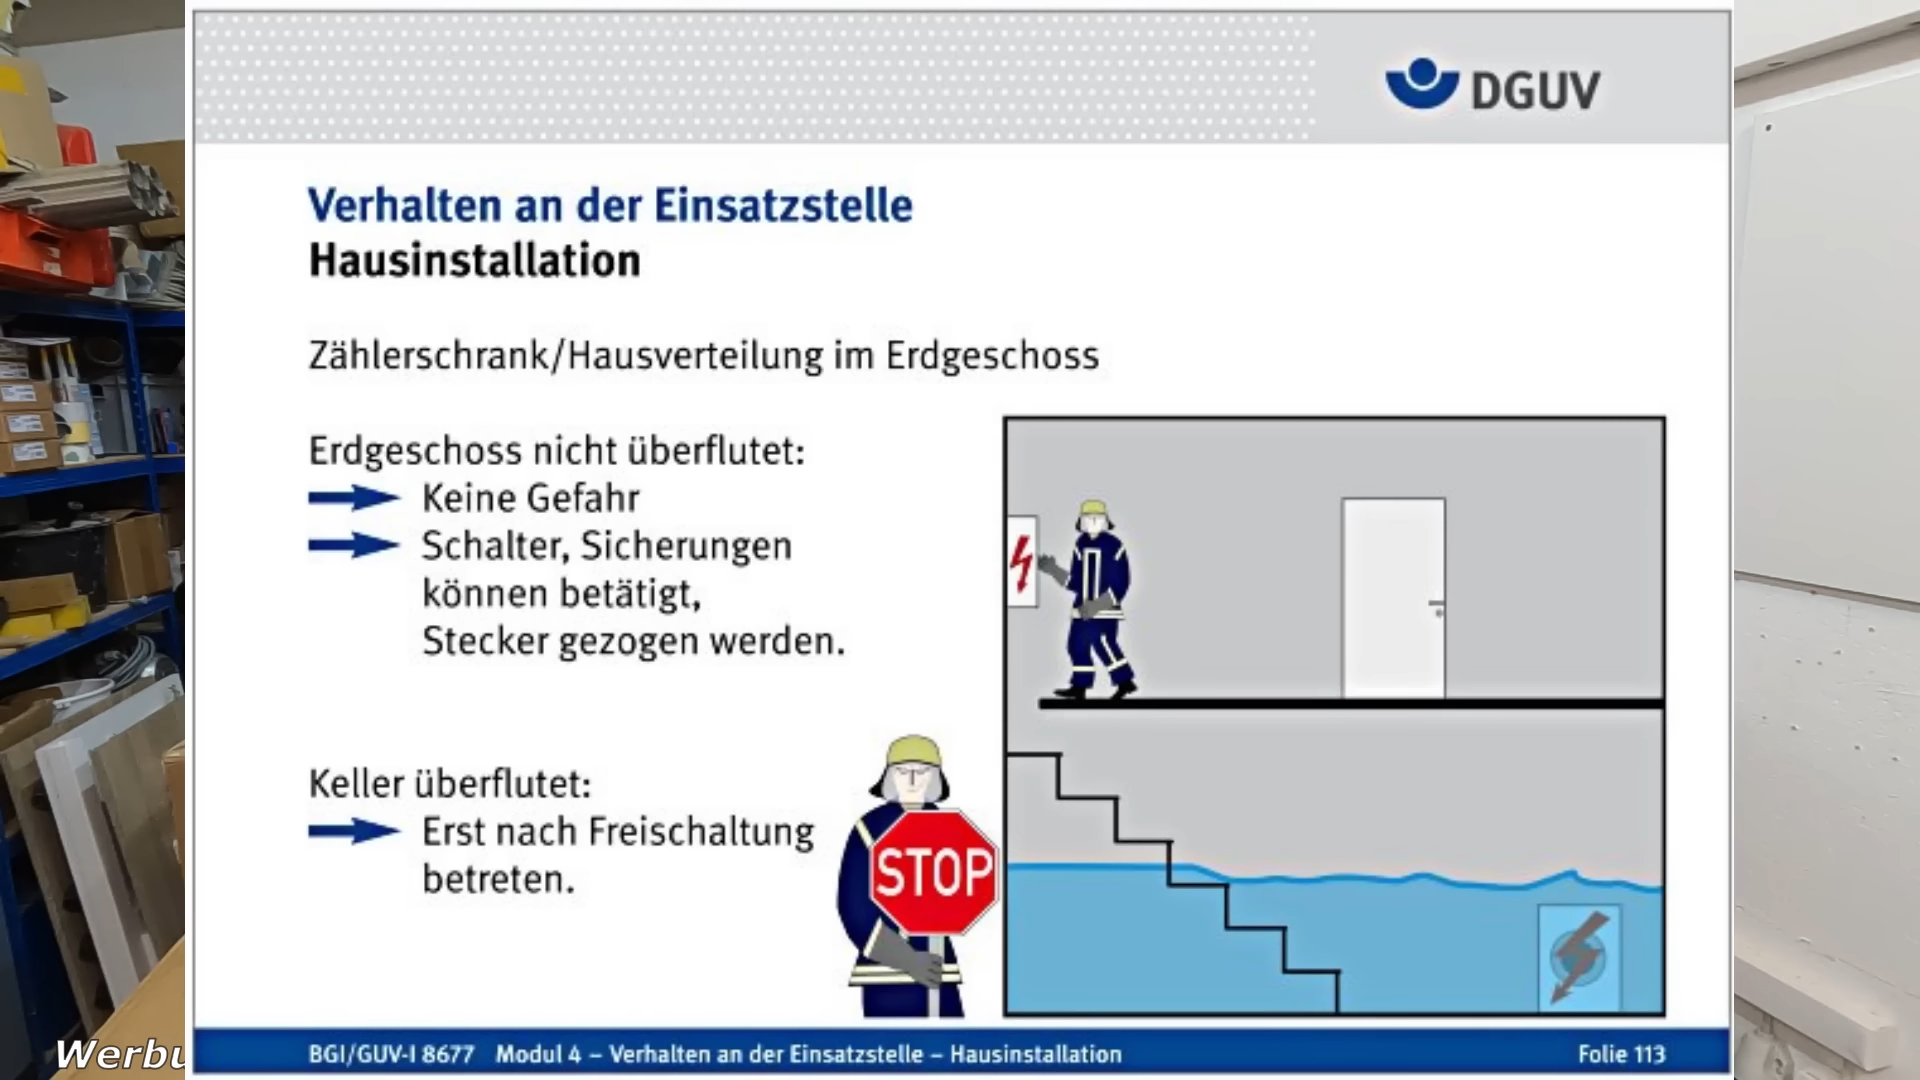 DGUV
Verhalten an der Einsatzstelle
Hausinstallation
Zählerschrank/Hausverteilung im Erdgeschoss
Erdgeschoss nicht überflutet:
Keine Gefahr
Schalter, Sicherungen
können betätigt,
Stecker gezogen werden.
Keller überflutet:
Erst nach Freischaltung
betreten.
STOP
Werbu
BGI/GUV-I 8677 Modul 4 – Verhalten an der Einsatzstelle – Hausinstallation
Folie 113